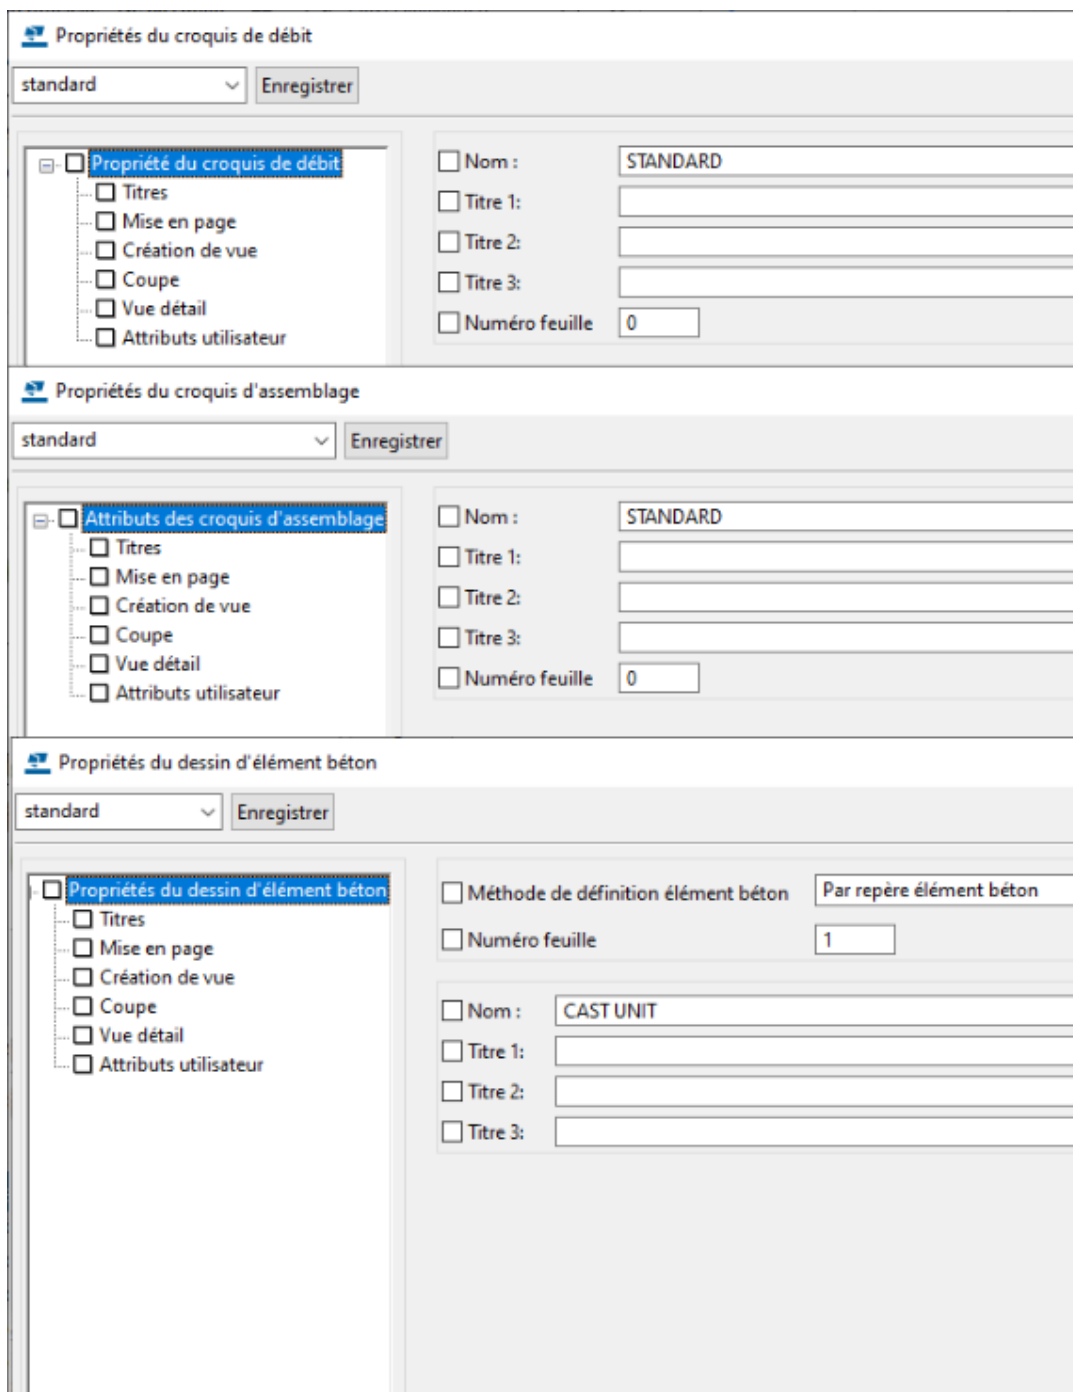 Propriétés du croquis de débit
standard Enregistrer
Propriété du croquis de débit
Titres
Mise en page
Création de vue
Coupe
Vue détail
Attributs utilisateur
Nom : STANDARD
Titre 1:
Titre 2:
Titre 3:
Numéro feuille 0
Propriétés du croquis d'assemblage
standard Enregistrer
Attributs des croquis d'assemblage
Titres
Mise en page
Création de vue
Coupe
Vue détail
Attributs utilisateur
Nom : STANDARD
Titre 1:
Titre 2:
Titre 3:
Numéro feuille 0
Propriétés du dessin d'élément béton
standard Enregistrer
Propriétés du dessin d'élément béton
Titres
Mise en page
Création de vue
Coupe
Vue détail
Attributs utilisateur
Méthode de définition élément béton Par repère élément béton
Numéro feuille 1
Nom : CAST UNIT
Titre 1:
Titre 2:
Titre 3: